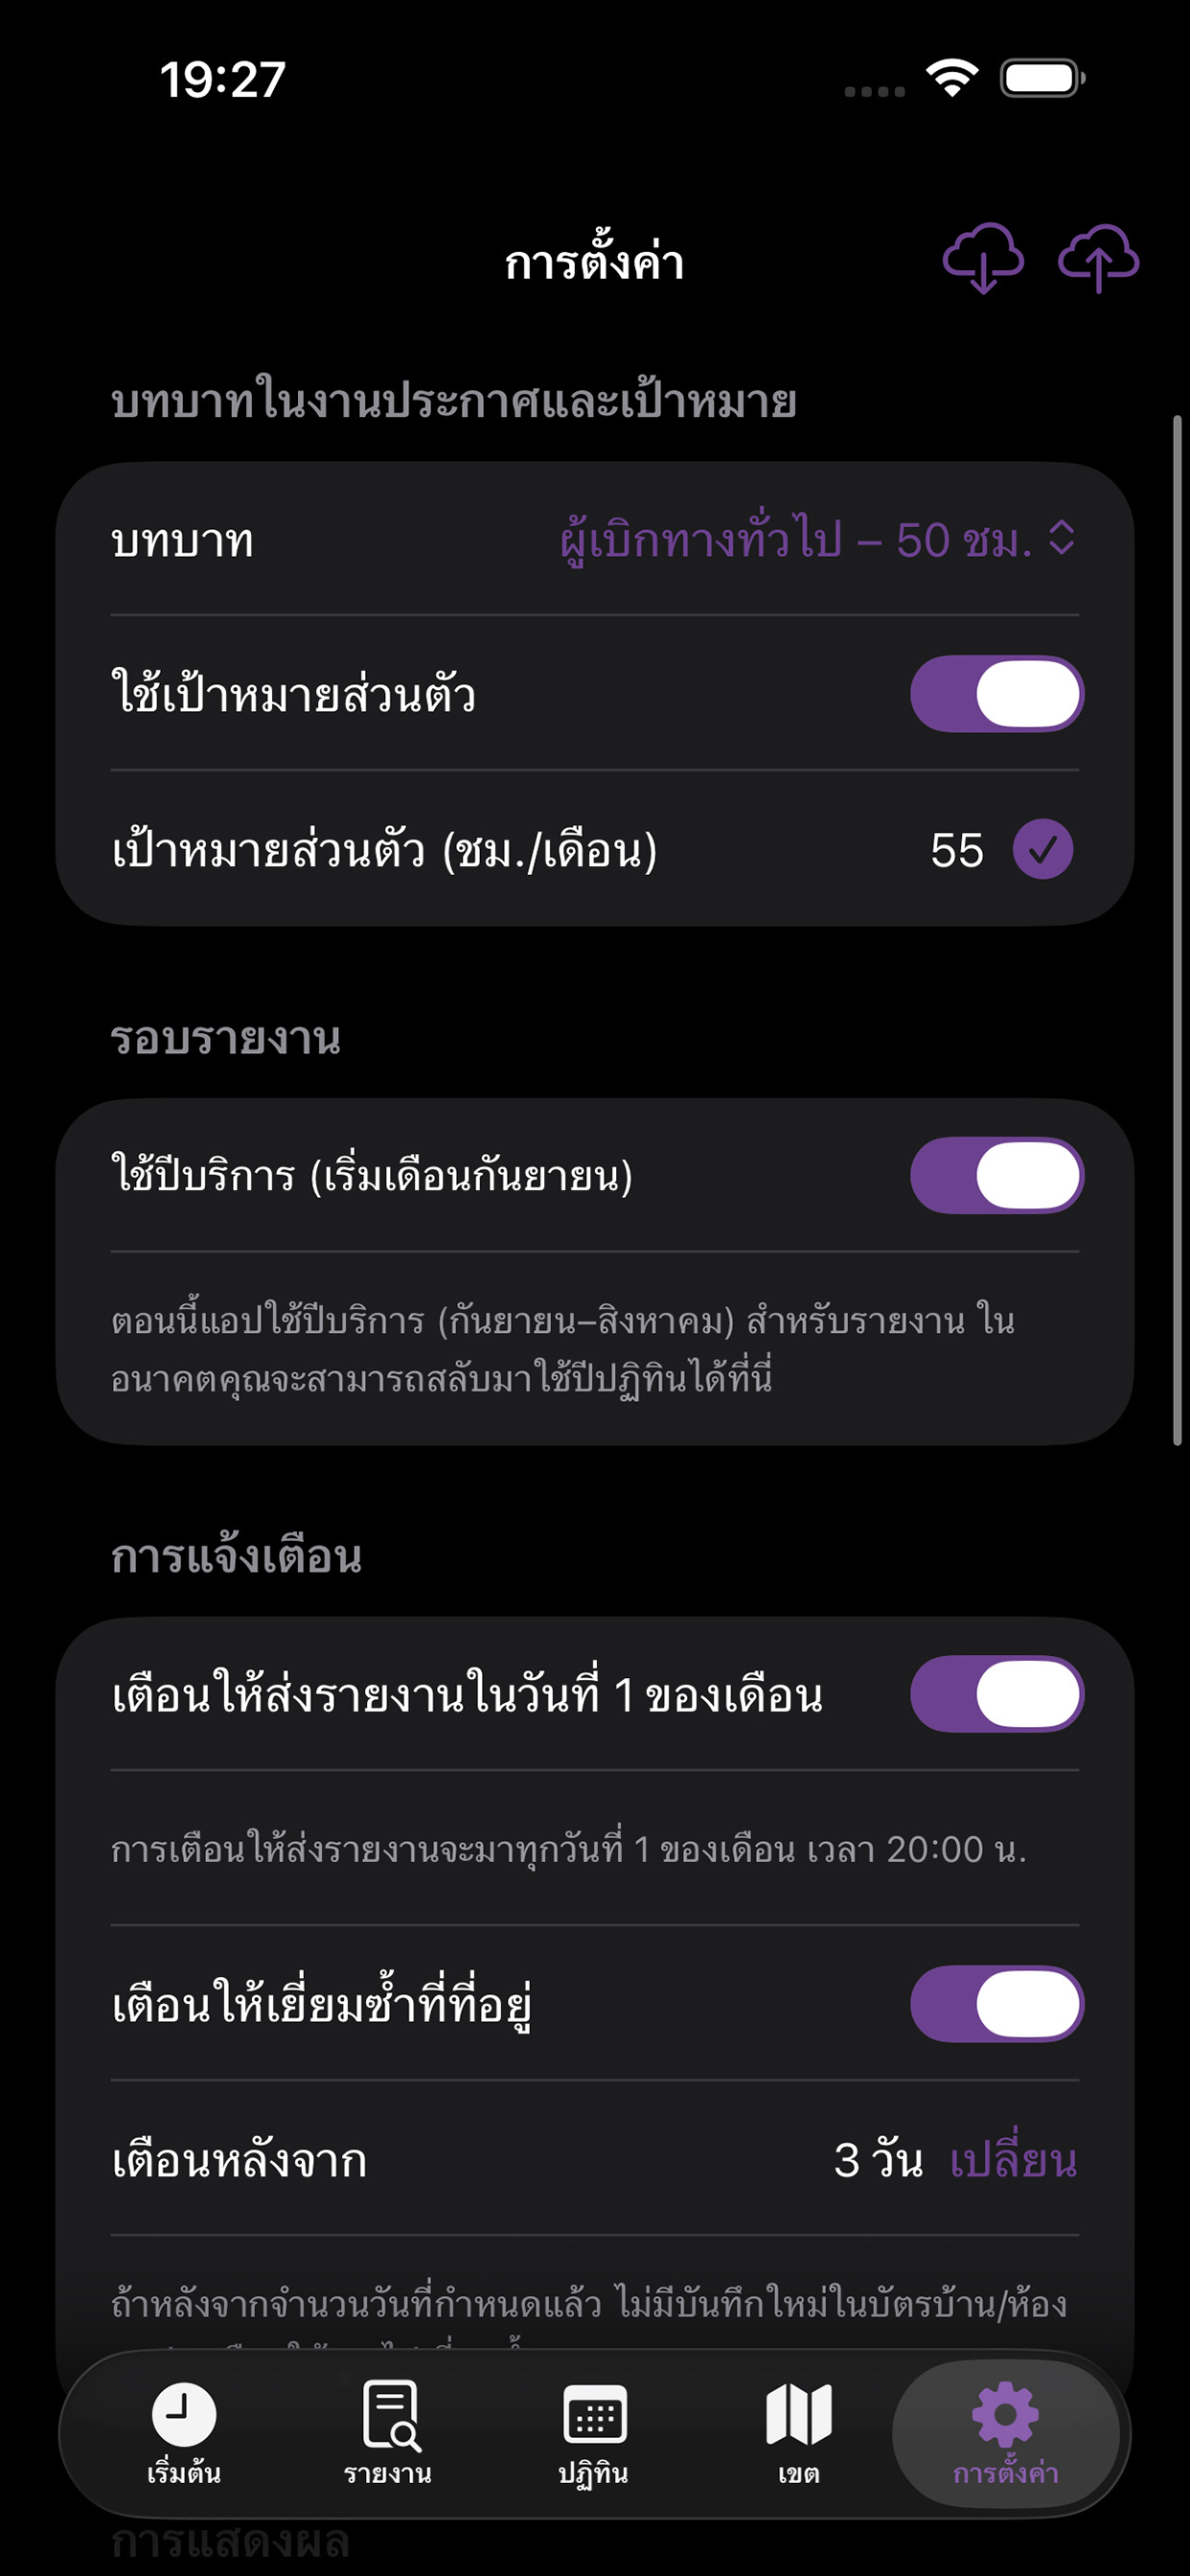 19:27
การตั้งค่า
บทบาทในงานประกาศและเป้าหมาย
บทบาท
ผู้เบิกทางทั่วไป – 50 ชม.
ใช้เป้าหมายส่วนตัว
เป้าหมายส่วนตัว (ชม./เดือน)
55
รอบรายงาน
ใช้ปีบริการ (เริ่มเดือนกันยายน)
ตอนนี้แอปใช้ปีบริการ (กันยายน–สิงหาคม) สำหรับรายงาน ใน
อนาคตคุณจะสามารถสลับมาใช้ปีปฏิทินได้ที่นี่
การแจ้งเตือน
เตือนให้ส่งรายงานในวันที่ 1 ของเดือน
การเตือนให้ส่งรายงานจะมาทุกวันที่ 1 ของเดือน เวลา 20:00 น.
เตือนให้เยี่ยมซ้ำที่ที่อยู่
เตือนหลังจาก
3 วัน เปลี่ยน
ถ้าหลังจากจำนวนวันที่กำหนดแล้ว ไม่มีบันทึกใหม่ในบัตรบ้าน/ห้อง
เริ่มต้น
รายงาน
ปฏิทิน
เขต
การตั้งค่า
การแสดงผล